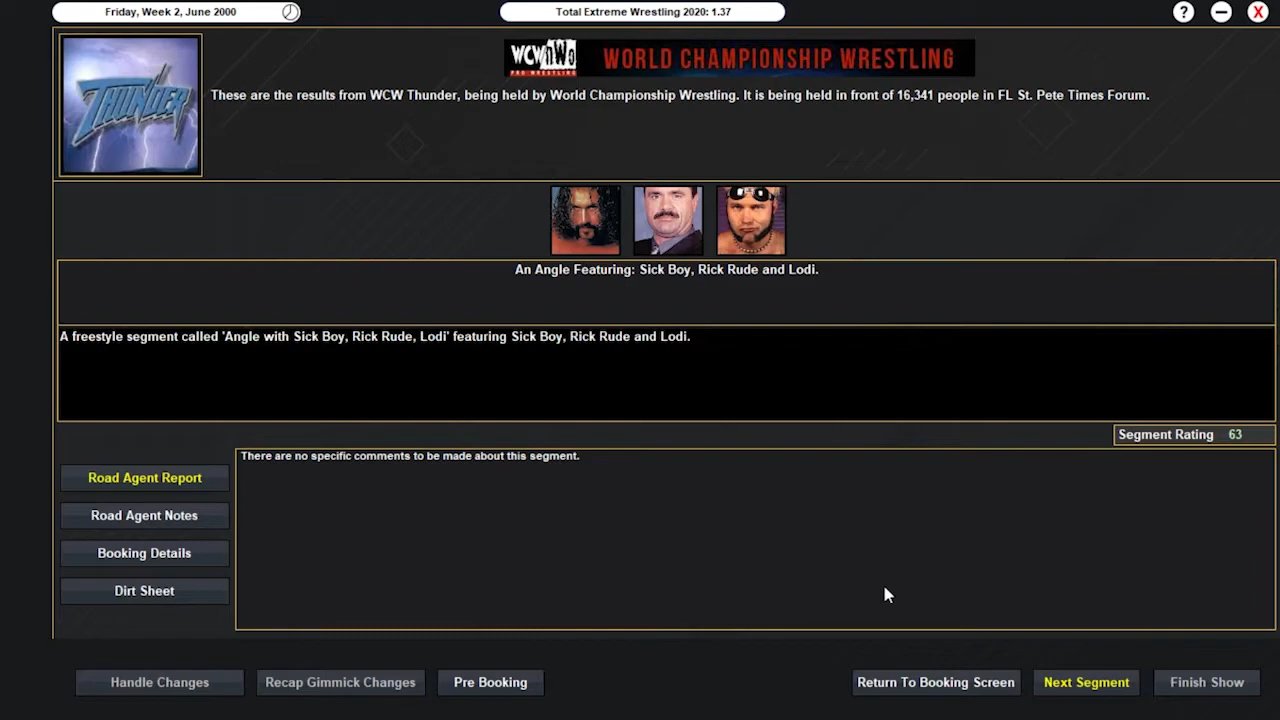 Friday, Week 2, June 2000
Total Extreme Wrestling 2020: 1.37
?
X
THUNDER
WCW nWo
PRO WRESTLING
WORLD CHAMPIONSHIP WRESTLING
These are the results from WCW Thunder, being held by World Championship Wrestling. It is being held in front of 16,341 people in FL St. Pete Times Forum.
An Angle Featuring: Sick Boy, Rick Rude and Lodi.
A freestyle segment called 'Angle with Sick Boy, Rick Rude, Lodi' featuring Sick Boy, Rick Rude and Lodi.
Segment Rating 63
There are no specific comments to be made about this segment.
Road Agent Report
Road Agent Notes
Booking Details
Dirt Sheet
Handle Changes
Recap Gimmick Changes
Pre Booking
Return To Booking Screen
Next Segment
Finish Show